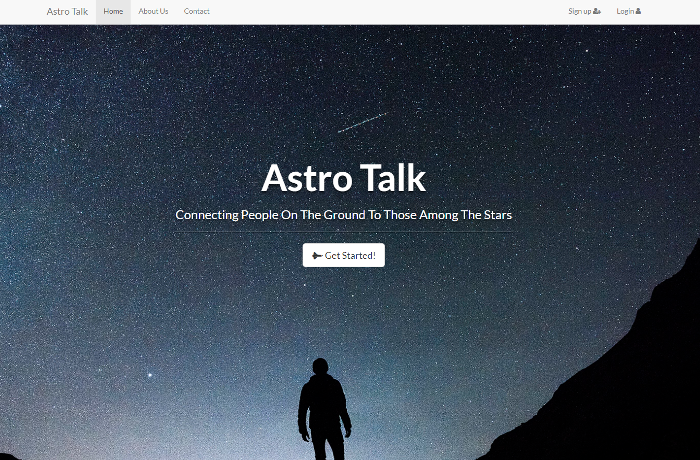 Astro Talk Home About Us Contact Sign up Login
Astro Talk
Connecting People On The Ground To Those Among The Stars
Get Started!